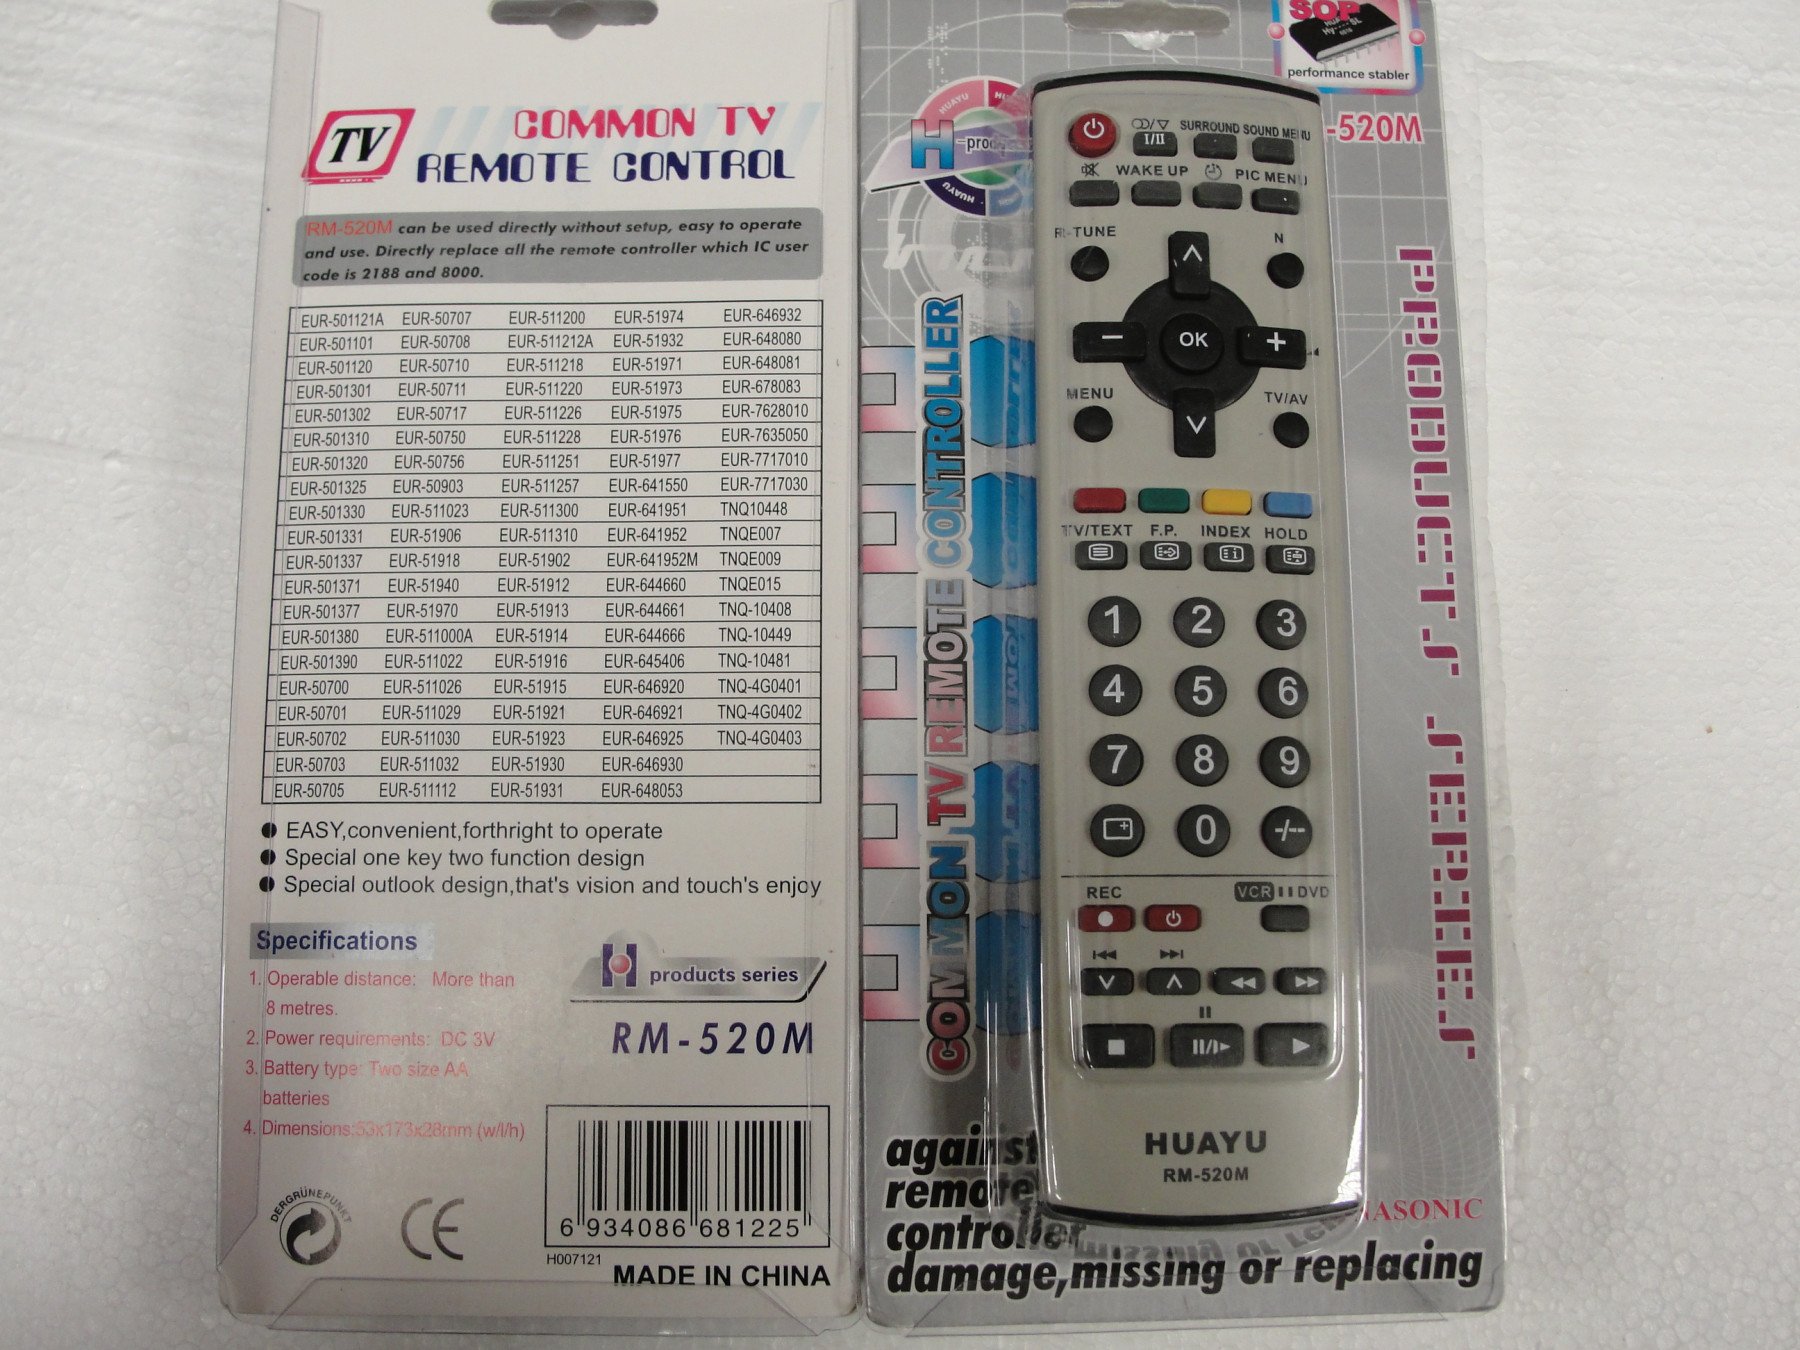 TV
COMMON TV
REMOTE CONTROL
RM-520M can be used directly without setup, easy to operate
and use. Directly replace all the remote controller which IC user
code is 2188 and 8000.
EUR-501121A EUR-50707 EUR-511200 EUR-51974 EUR-646932
EUR-501101 EUR-50708 EUR-511212A EUR-51932 EUR-648080
EUR-501120 EUR-50710 EUR-511218 EUR-51971 EUR-648081
EUR-501301 EUR-50711 EUR-511220 EUR-51973 EUR-678083
EUR-501302 EUR-50717 EUR-511226 EUR-51975 EUR-7628010
EUR-501310 EUR-50750 EUR-511228 EUR-51976 EUR-7635050
EUR-501320 EUR-50756 EUR-511251 EUR-51977 EUR-7717010
EUR-501325 EUR-50903 EUR-511257 EUR-641550 EUR-7717030
EUR-501330 EUR-511023 EUR-511300 EUR-641951 TNQ10448
EUR-501331 EUR-51906 EUR-511310 EUR-641952 TNQE007
EUR-501337 EUR-51918 EUR-51902 EUR-641952M TNQE009
EUR-501371 EUR-51940 EUR-51912 EUR-644660 TNQE015
EUR-501377 EUR-51970 EUR-51913 EUR-644661 TNQ-10408
EUR-501380 EUR-511000A EUR-51914 EUR-644666 TNQ-10449
EUR-501390 EUR-511022 EUR-51916 EUR-645406 TNQ-10481
EUR-50700 EUR-511026 EUR-51915 EUR-646920 TNQ-4G0401
EUR-50701 EUR-511029 EUR-51921 EUR-646921 TNQ-4G0402
EUR-50702 EUR-511030 EUR-51923 EUR-646925 TNQ-4G0403
EUR-50703 EUR-511032 EUR-51930 EUR-646930
EUR-50705 EUR-511112 EUR-51931 EUR-648053
EASY,convenient,forthright to operate
Special one key two function design
Special outlook design,that's vision and touch's enjoy
Specifications
1. Operable distance: More than
8 metres.
2. Power requirements: DC 3V
3. Battery type: Two size AA
batteries
4. Dimensions:53x173x28mm (w/l/h)
H products series
RM-520M
DERGRÜNEPUNKT
CE
6 934086 681225
H007121
MADE IN CHINA
SOP
performance stabler
-520M
HUAYU
H
HUAYU
COMMON TV REMOTE CONTROLLER
PRODUCTS SERIES
I/II SURROUND SOUND MENU
WAKE UP PIC MENU
R-TUNE N
OK
MENU TV/AV
TV/TEXT F.P. INDEX HOLD
1 2 3
4 5 6
7 8 9
0 -/--
REC VCR DVD
HUAYU
RM-520M
against
remote
controller
NASONIC
damage,missing or replacing